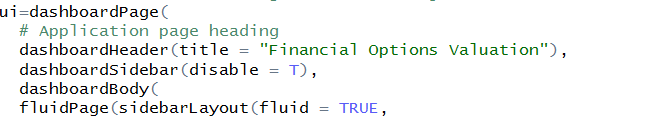 ui=dashboardPage(
# Application page heading
dashboardHeader(title = "Financial Options Valuation"),
dashboardSidebar(disable = T),
dashboardBody(
fluidPage(sidebarLayout(fluid = TRUE,